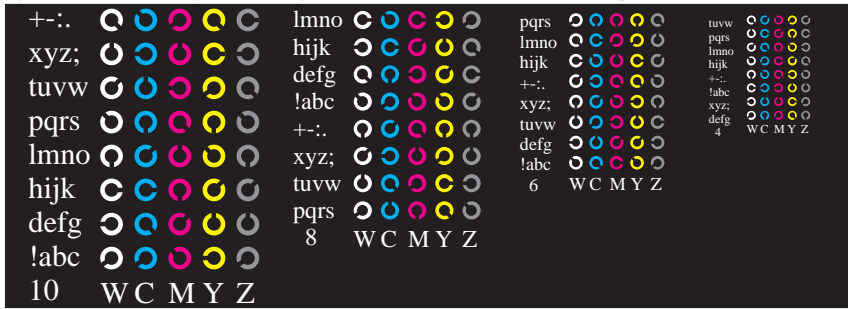 +-:.
xyz;
tuvw
pqrs
lmno
hijk
defg
!abc
10 W C M Y Z
lmno
hijk
defg
!abc
+-:.
xyz;
tuvw
pqrs
8 W C M Y Z
pqrs
lmno
hijk
+-:.
xyz;
tuvw
defg
!abc
6 W C M Y Z
tuvw
pqrs
lmno
hijk
+-:.
!abc
xyz;
defg
4 W C M Y Z